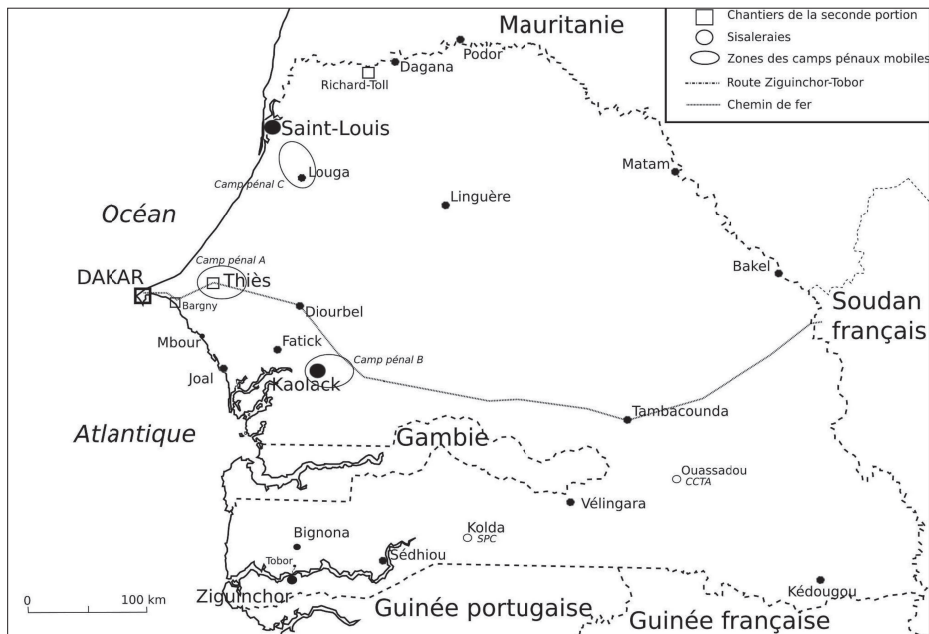 Mauritanie
Chantiers de la seconde portion
Sisaleraies
Zones des camps pénaux mobiles
Route Ziguinchor-Tobor
Chemin de fer
Podor
Dagana
Richard-Toll
Saint-Louis
Louga
Camp pénal C
Matam
Linguère
Océan
Camp pénal A
DAKAR
Thiès
Bakel
Bargny
Diourbel
Soudan
français
Mbour
Fatick
Camp pénal B
Joal
Kaolack
Tambacounda
Atlantique
Gambie
Ouassadou
CCTA
Vélingara
Kolda
SPC
Bignona
Tobor
Sédhiou
Ziguinchor
Kédougou
0 100 km
Guinée portugaise
Guinée française